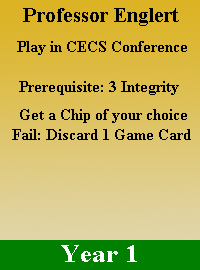 Professor Englert
Play in CECS Conference
Prerequisite: 3 Integrity
Get a Chip of your choice
Fail: Discard 1 Game Card
Year 1